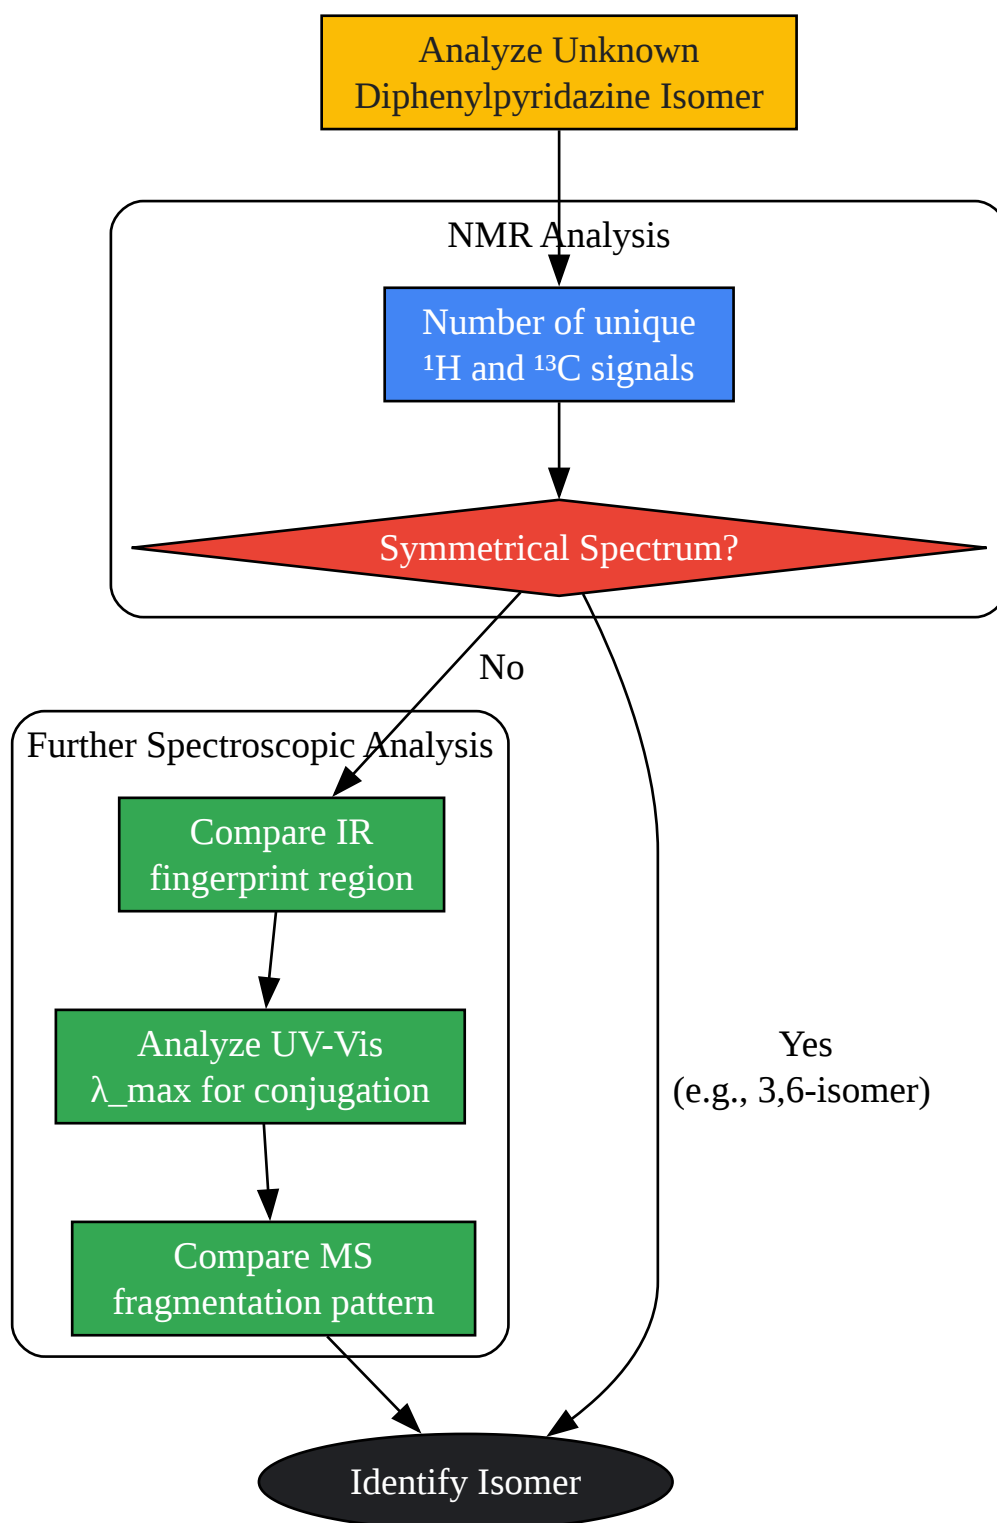 Analyze Unknown
Diphenylpyridazine Isomer
NMR Analysis
Number of unique
¹H and ¹³C signals
Symmetrical Spectrum?
No
Further Spectroscopic Analysis
Compare IR
fingerprint region
Analyze UV-Vis
λ_max for conjugation
Yes
(e.g., 3,6-isomer)
Compare MS
fragmentation pattern
Identify Isomer